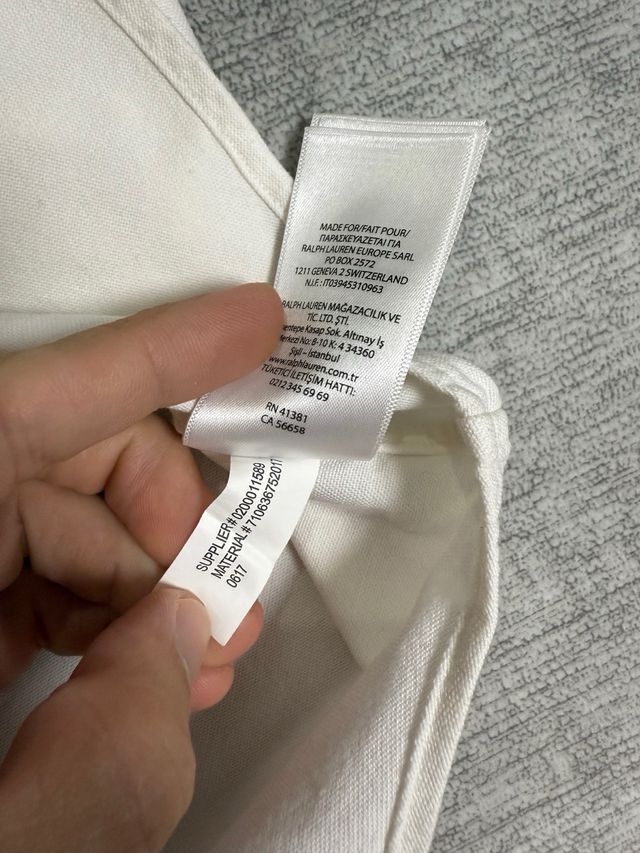 MADE FOR/FAIT POUR/
ΠΑΡΑΣΚΕΥΑΖΕΤΑΙ ΓΙΑ
RALPH LAUREN EUROPE SARL
PO BOX 2572
1211 GENEVA 2 SWITZERLAND
N.I.F.: IT03945310963
RALPH LAUREN MAĞAZACILIK VE
TİC. LTD. ŞTİ.
Kasap Sok. Altınay İş
No: 8-10 K: 4 34360
Şişli - İstanbul
www.ralphlauren.com.tr
TÜKETİCİ İLETİŞİM HATTI:
0212 345 69 69
RN 41381
CA 56658
SUPPLIER# 0200011589
MATERIAL#
0617